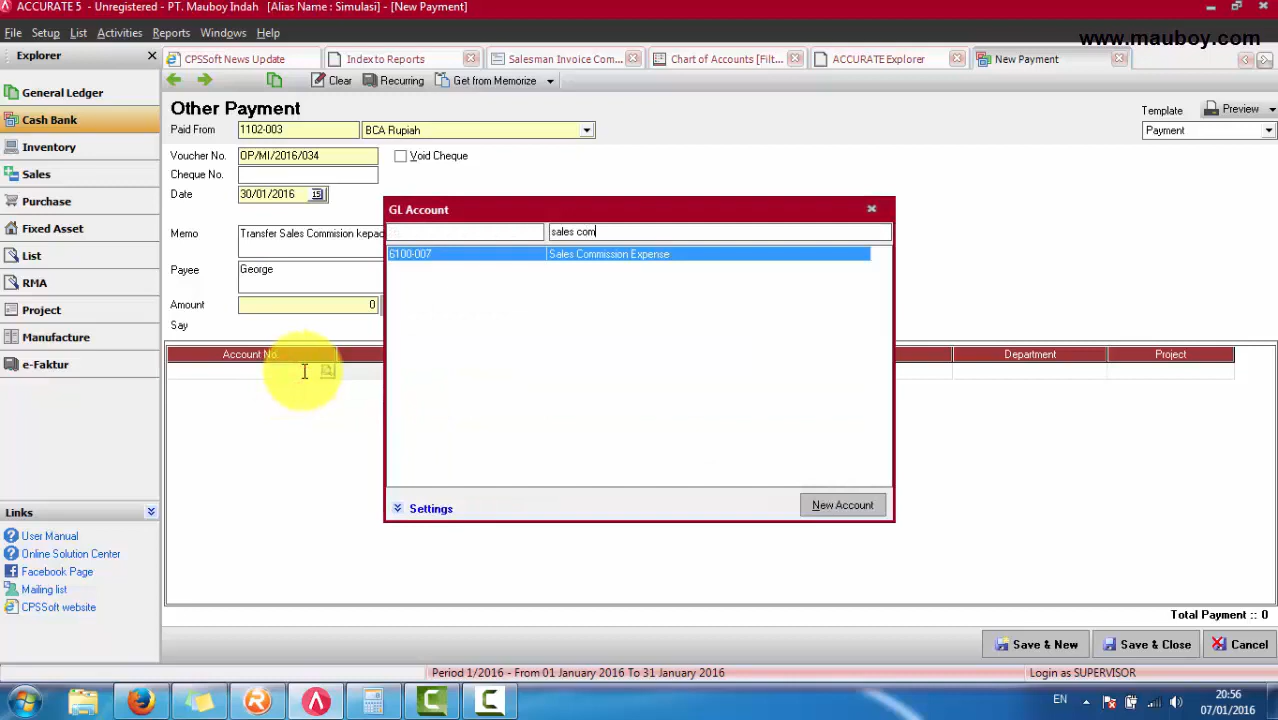 ACCURATE 5 - Unregistered - PT. Mauboy Indah [Alias Name : Simulasi] - [New Payment]
File Setup List Activities Reports Windows Help
www.mauboy.com
Explorer
CPSSoft News Update
Index to Reports
Salesman Invoice Com...
Chart of Accounts [Filt...
ACCURATE Explorer
New Payment
Clear
Recurring
Get from Memorize
General Ledger
Cash Bank
Inventory
Sales
Purchase
Fixed Asset
List
RMA
Project
Manufacture
e-Faktur
Other Payment
Template
Preview
Payment
Paid From 1102-003 BCA Rupiah
Voucher No. OP/MI/2016/034 Void Cheque
Cheque No.
Date 30/01/2016 15
Memo Transfer Sales Commision kepac
Payee George
Amount 0
Say
GL Account
sales com
6100-007 Sales Commission Expense
Settings
New Account
Account No. Department Project
Links
User Manual
Online Solution Center
Facebook Page
Mailing list
CPSSoft website
Total Payment :: 0
Save & New Save & Close Cancel
Period 1/2016 - From 01 January 2016 To 31 January 2016 Login as SUPERVISOR
EN
20:56
07/01/2016